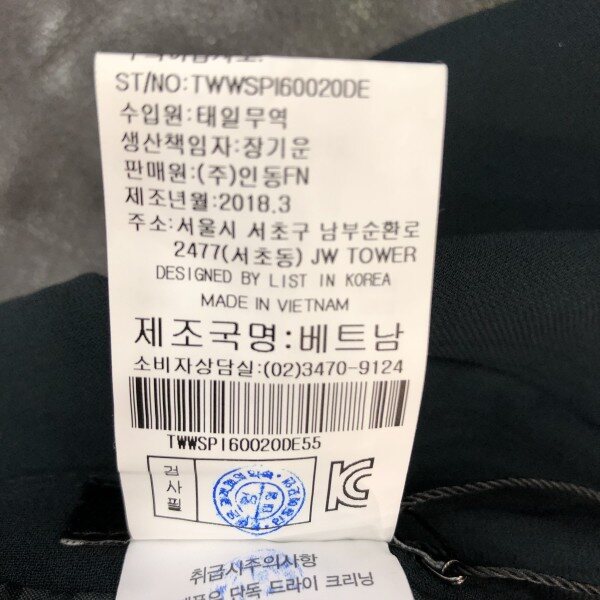 ST/NO: TWWSPI60020DE
수입원:태일무역
생산책임자:장기운
판매원:(주)인동FN
제조년월:2018.3
주소:서울시 서초구 남부순환로
2477(서초동) JW TOWER
DESIGNED BY LIST IN KOREA
MADE IN VIETNAM
제조국명:베트남
소비자상담실:(02)3470-9124
TWWSPI60020DE55
검사필
KC
취급시주의사항
단독 드라이 크리닝